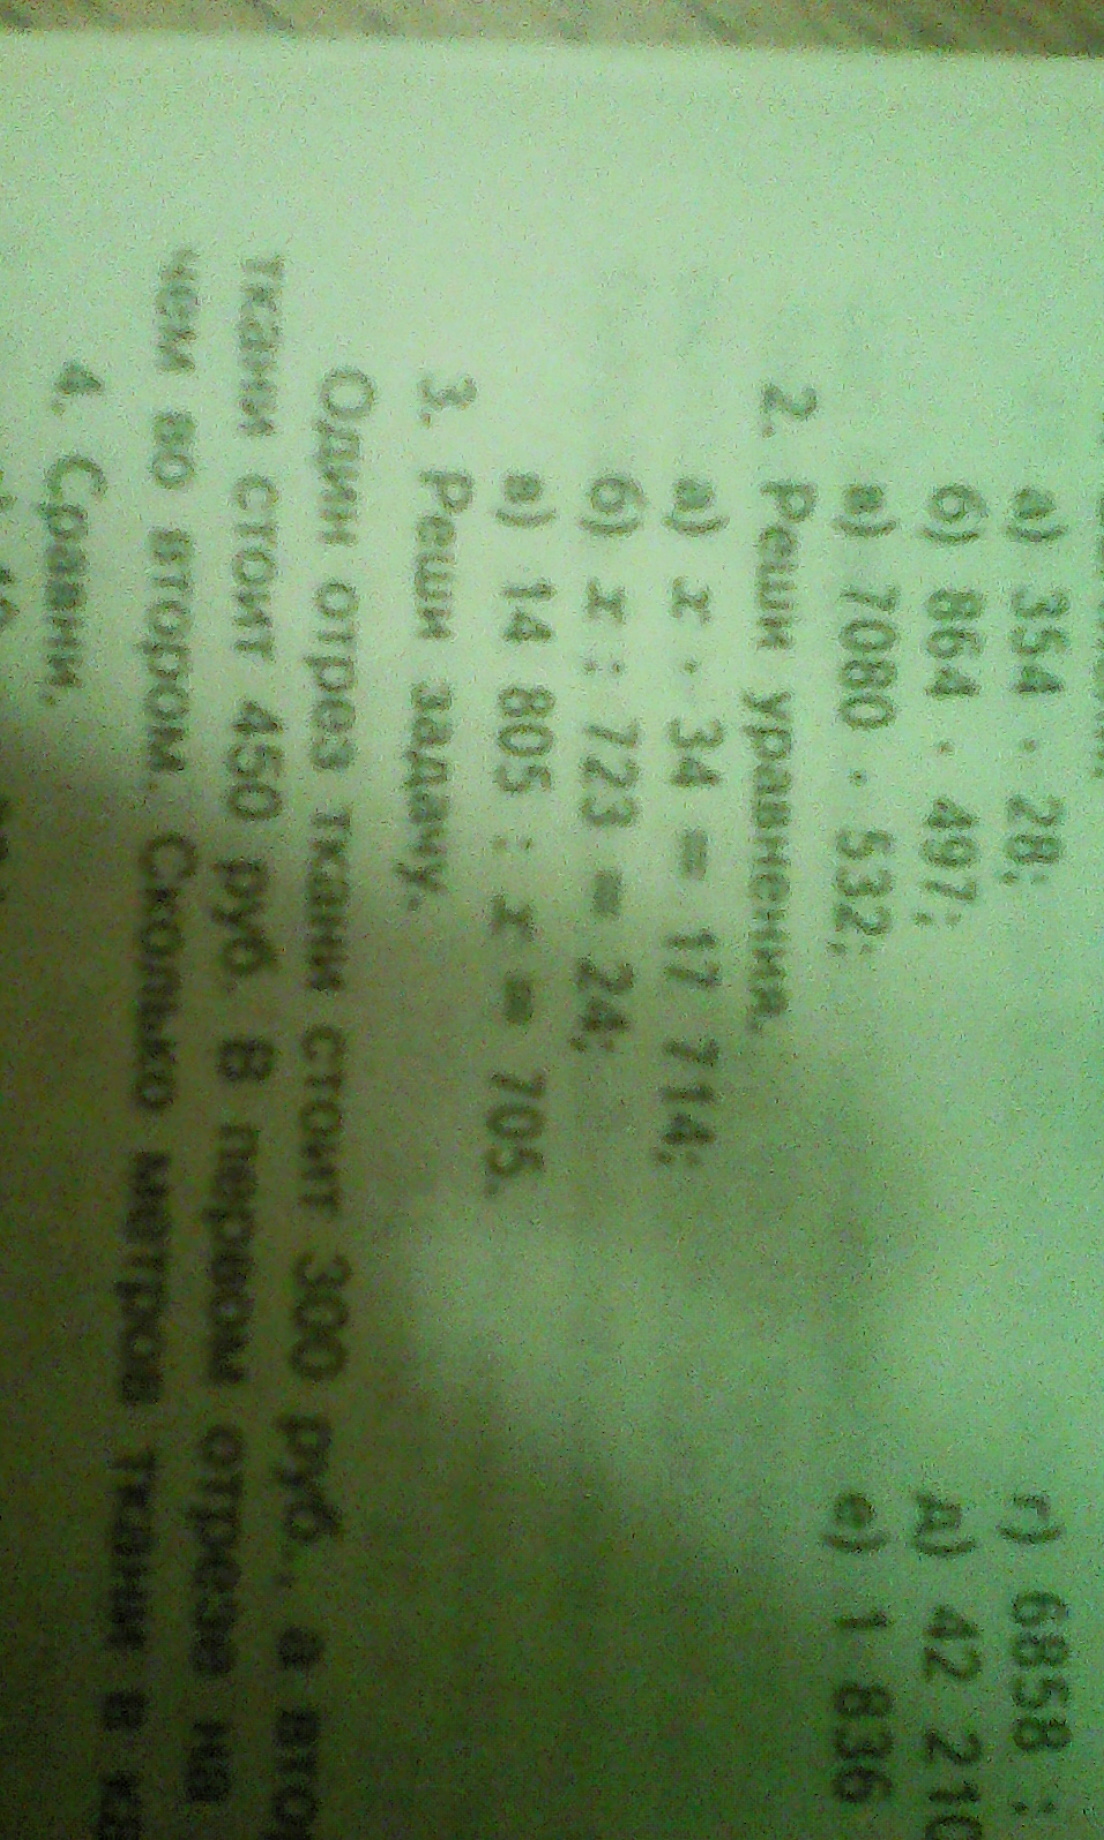 а) 354 · 28;
г) 6858 :
б) 864 · 497;
д) 42 210
в) 7080 · 532;
е) 1 836
2. Реши уравнения.
а) x · 34 = 17 714;
б) x : 723 = 24;
в) 14 805 : x = 705.
3. Реши задачу.
Один отрез ткани стоит 300 руб., а
ткани стоит 450 руб. В первом отрезе на
чем во втором. Сколько метров ткани в
4. Сравни.